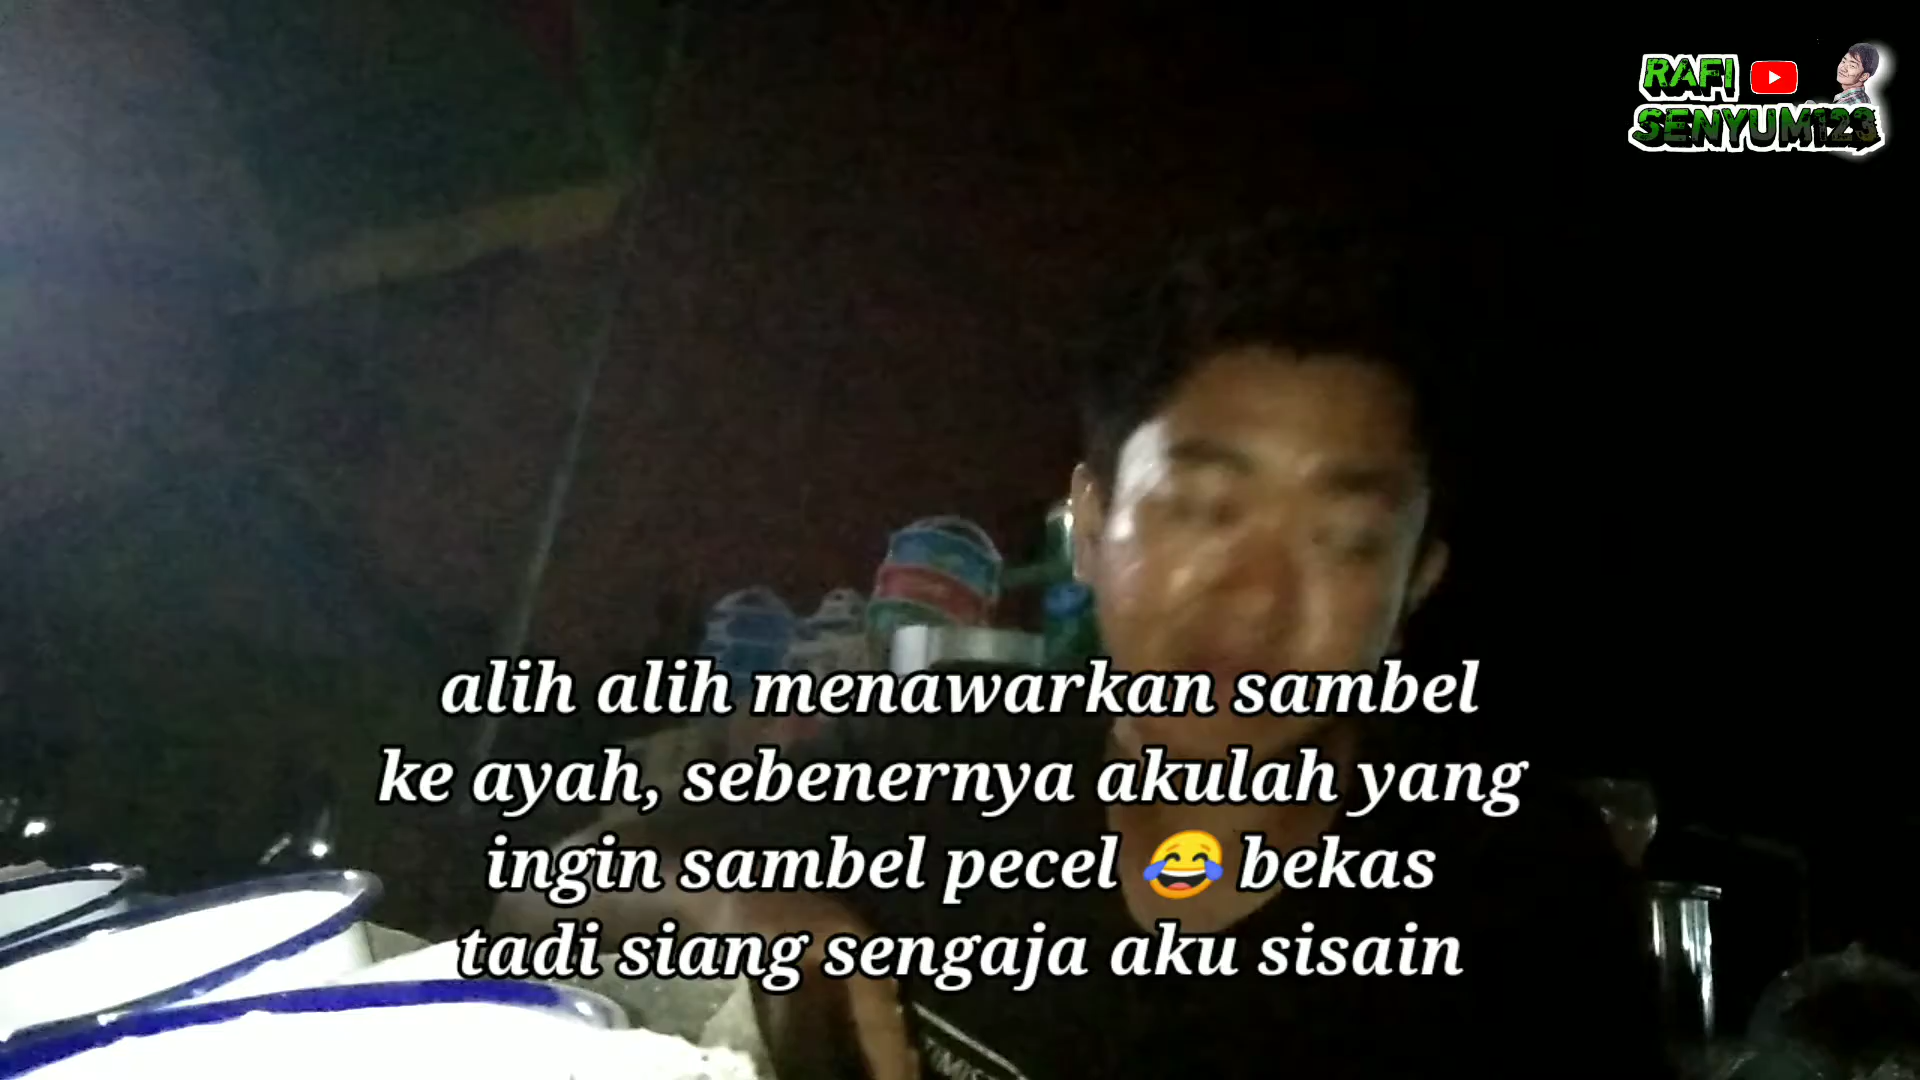 RAFI
SENYUM123
alih alih menawarkan sambel
ke ayah, sebenernya akulah yang
ingin sambel pecel 😂 bekas
tadi siang sengaja aku sisain